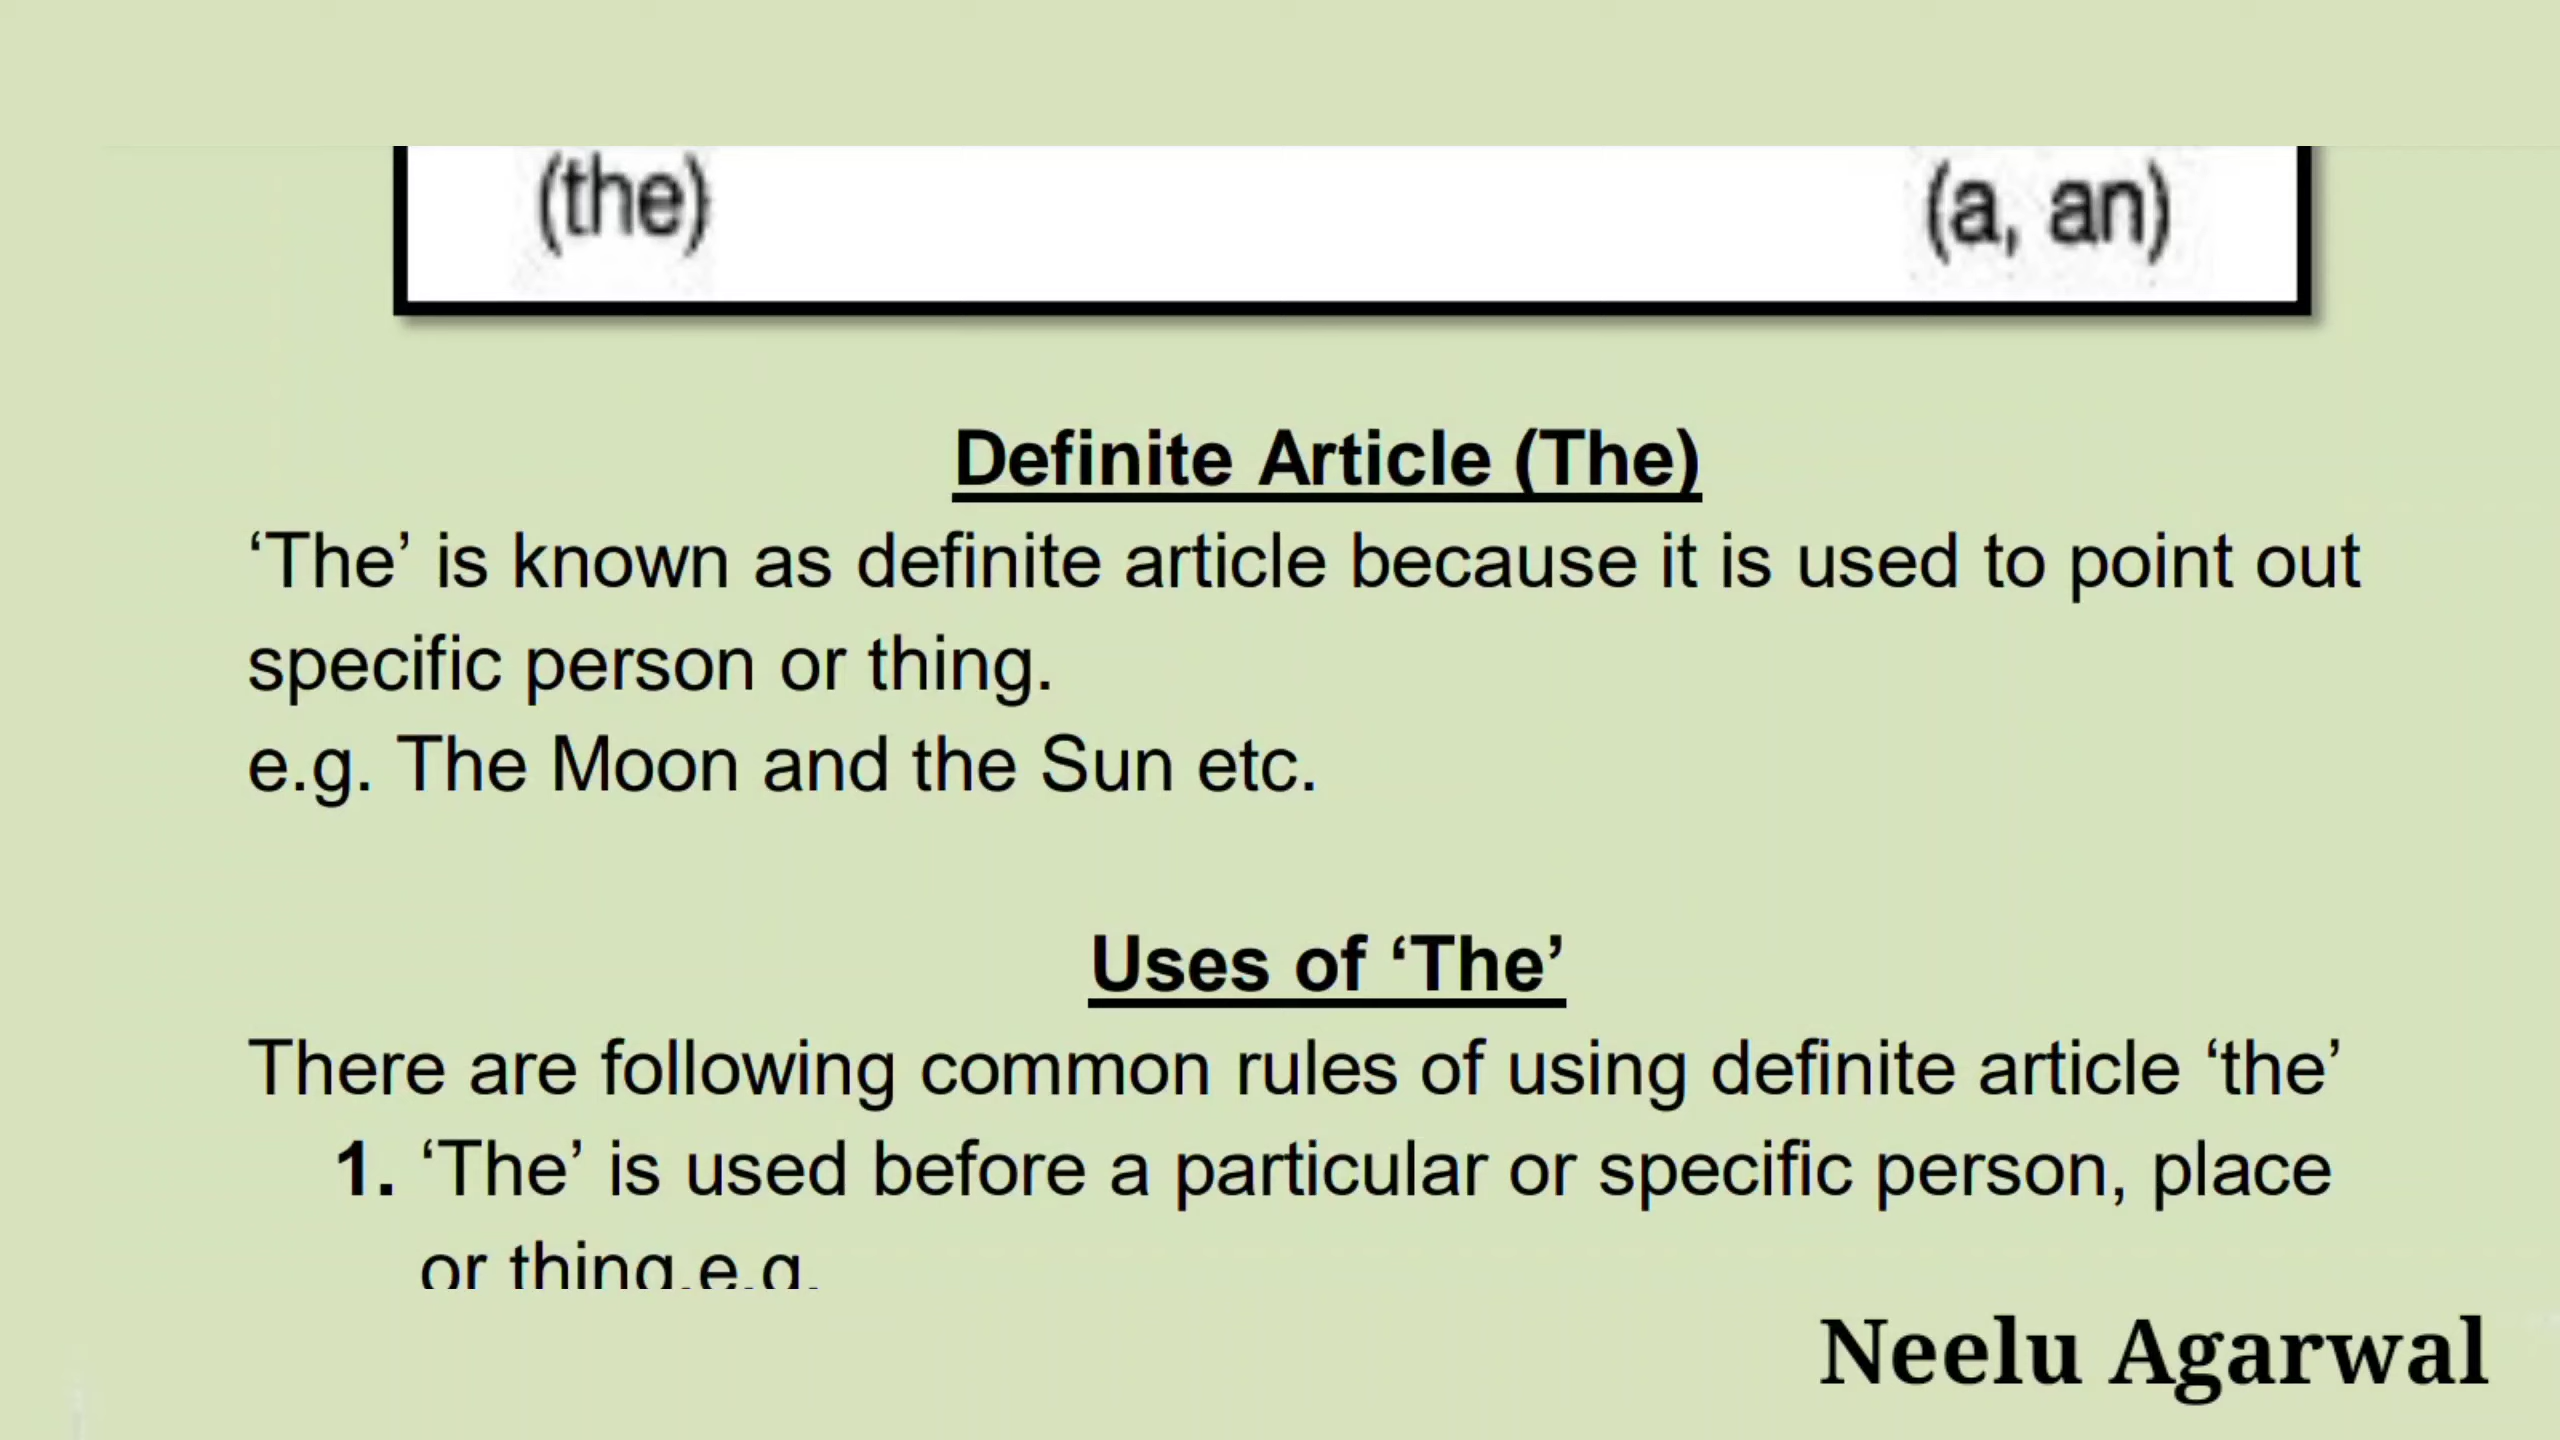 (the) (a, an)
Definite Article (The)
‘The’ is known as definite article because it is used to point out
specific person or thing.
e.g. The Moon and the Sun etc.
Uses of ‘The’
There are following common rules of using definite article ‘the’
1. ‘The’ is used before a particular or specific person, place
or thing.e.g.
Neelu Agarwal